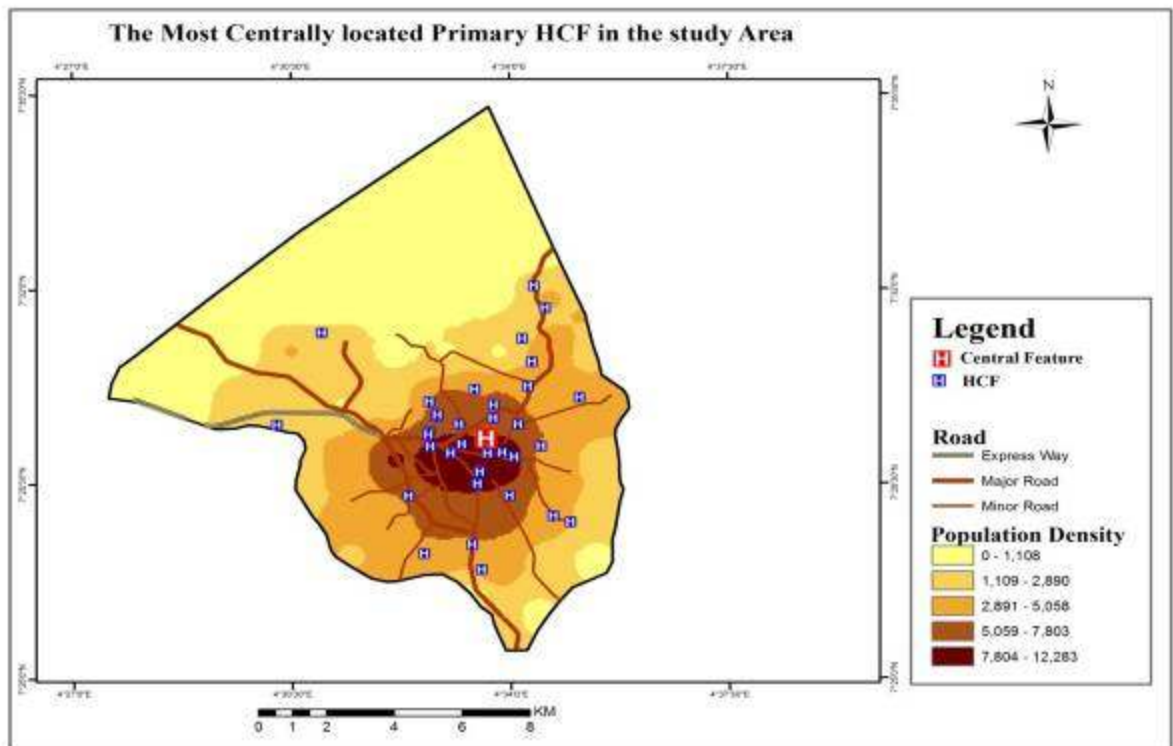 The Most Centrally located Primary HCF in the study Area
N
H
Legend
H Central Feature
H HCF
Road
Express Way
Major Road
Minor Road
Population Density
0 - 1,108
1,109 - 2,890
2,891 - 5,058
5,059 - 7,803
7,804 - 12,283
0 1 2 4 6 8
KM